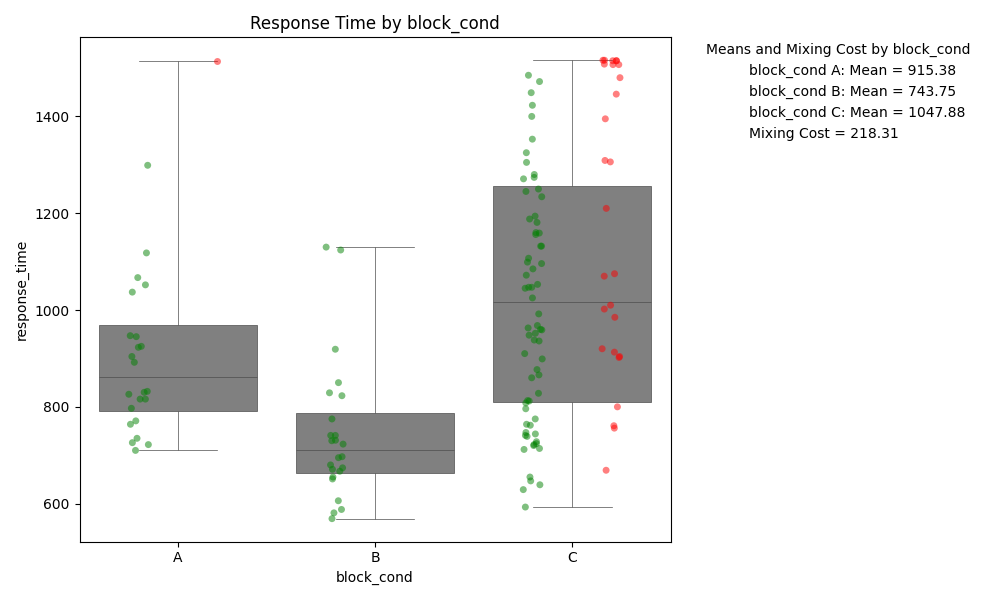 Response Time by block_cond
Means and Mixing Cost by block_cond
block_cond A: Mean = 915.38
block_cond B: Mean = 743.75
block_cond C: Mean = 1047.88
Mixing Cost = 218.31
response_time
1400
1200
1000
800
600
A
B
C
block_cond